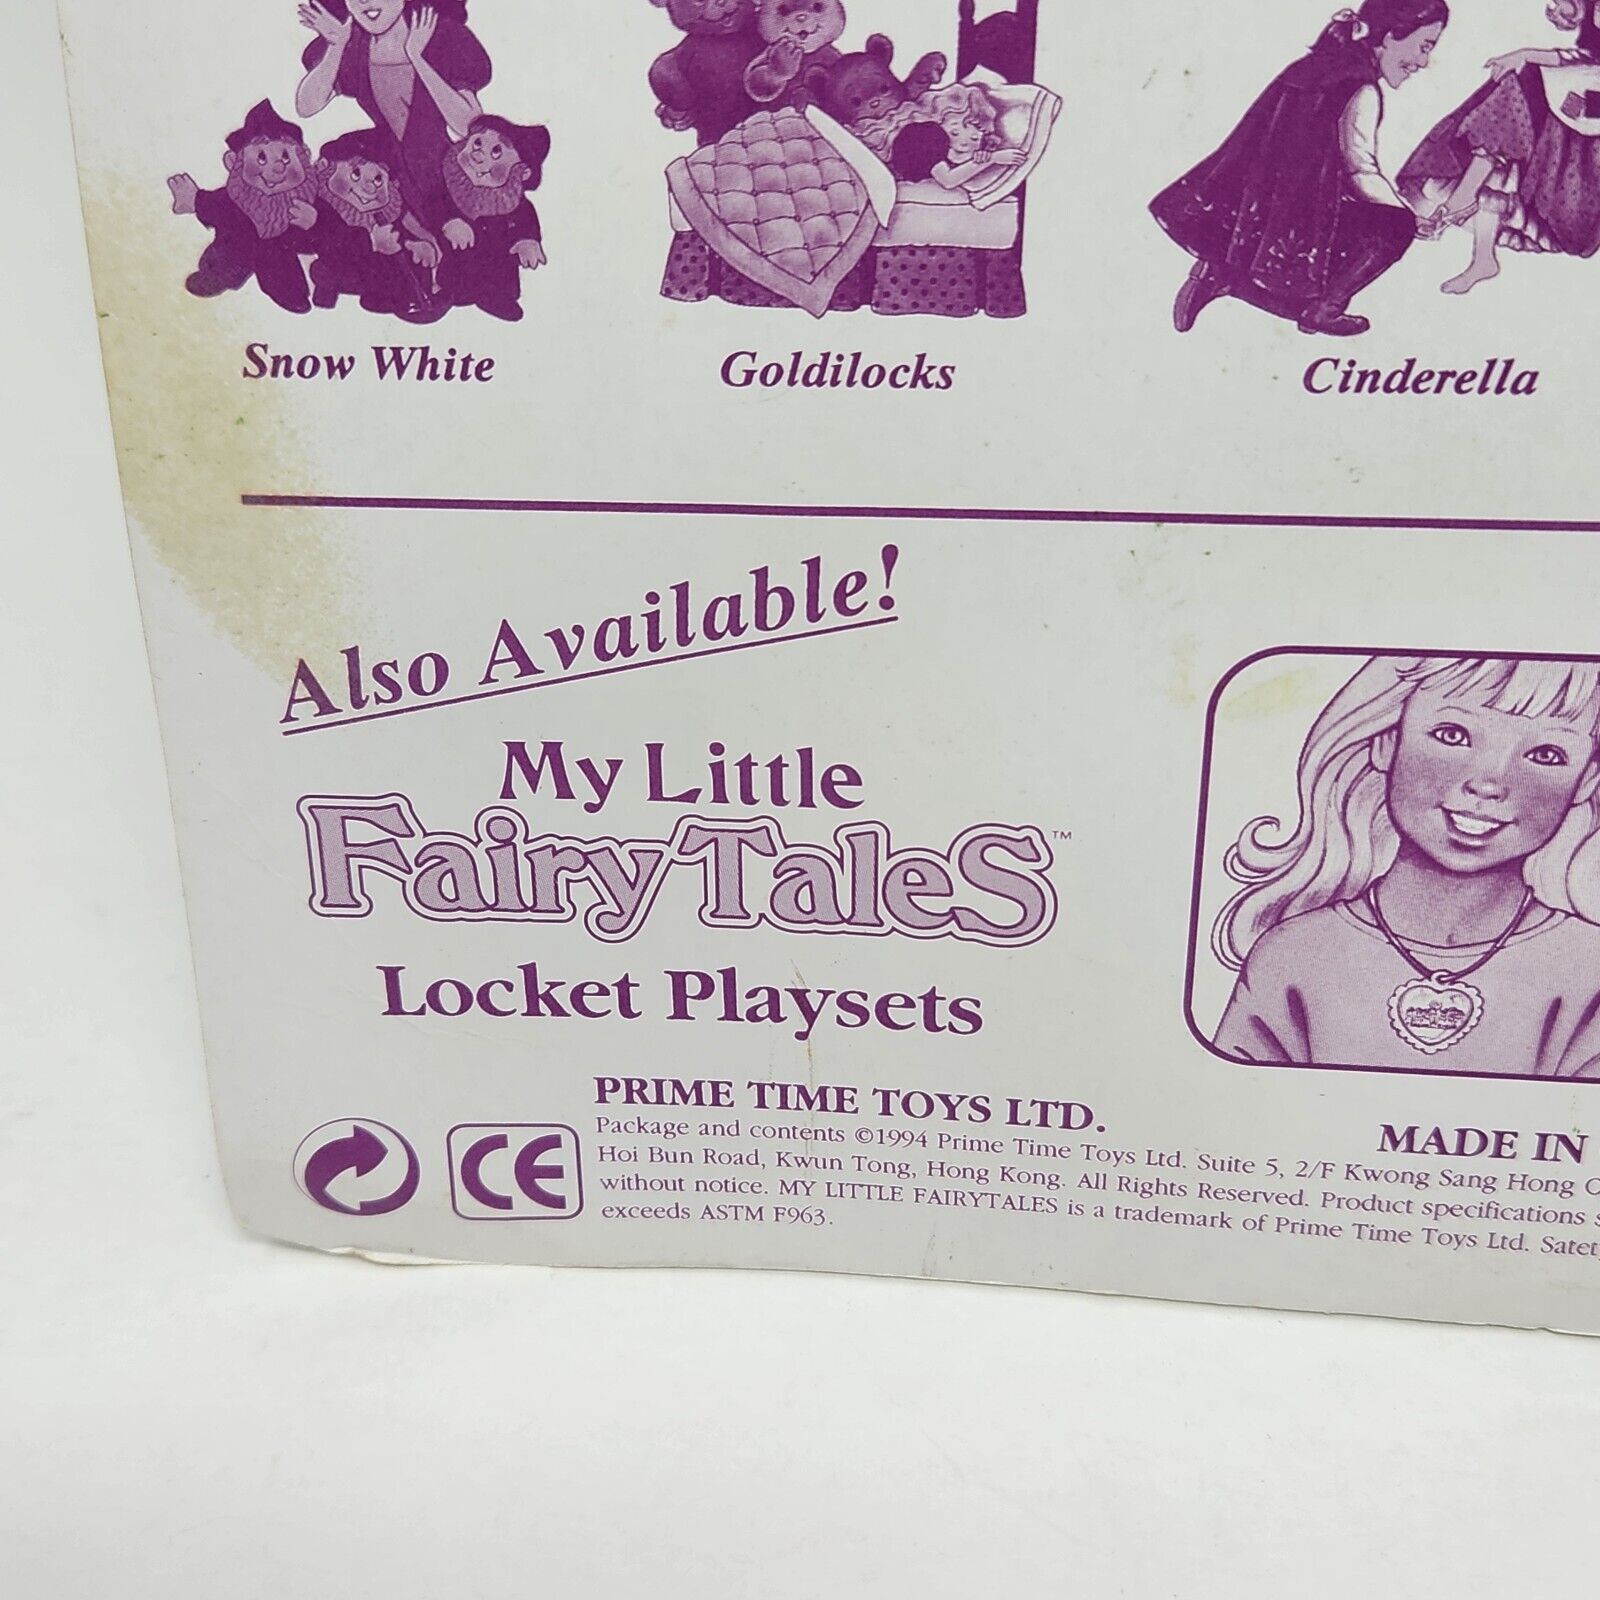 Snow White
Goldilocks
Cinderella
Also Available!
My Little
Fairy Tales™
Locket Playsets
PRIME TIME TOYS LTD.
MADE IN
CE
Package and contents ©1994 Prime Time Toys Ltd. Suite 5, 2/F Kwong Sang Hong
Hoi Bun Road, Kwun Tong, Hong Kong. All Rights Reserved. Product specifications
without notice. MY LITTLE FAIRYTALES is a trademark of Prime Time Toys Ltd.
exceeds ASTM F963.